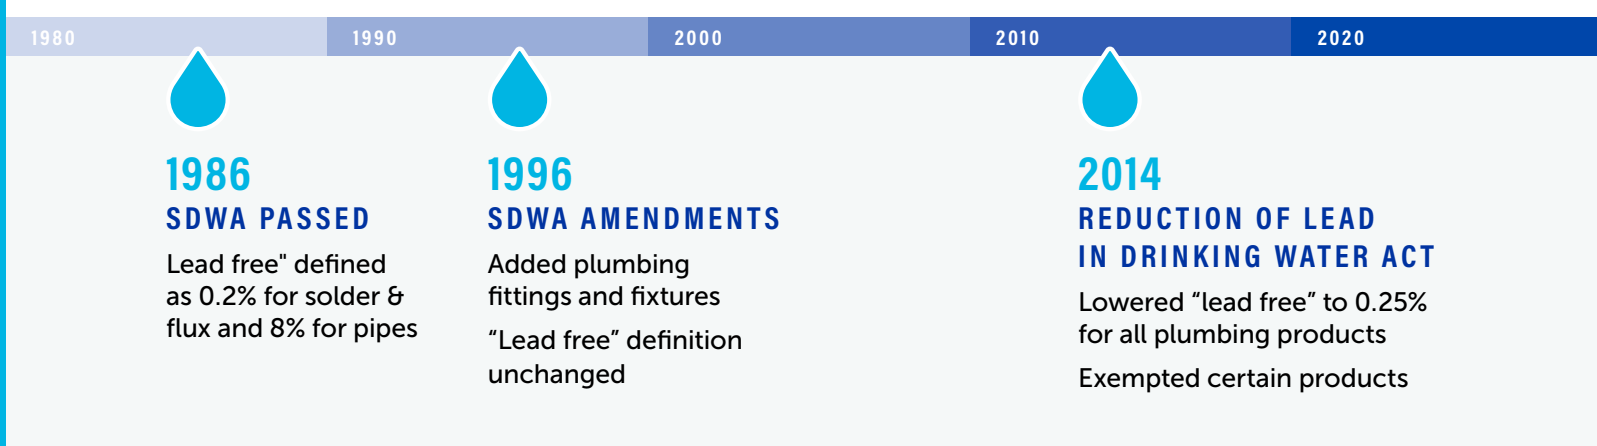 1980
1990
2000
2010
2020
1986
SDWA PASSED
Lead free" defined
as 0.2% for solder &
flux and 8% for pipes
1996
SDWA AMENDMENTS
Added plumbing
fittings and fixtures
“Lead free” definition
unchanged
2014
REDUCTION OF LEAD
IN DRINKING WATER ACT
Lowered “lead free” to 0.25%
for all plumbing products
Exempted certain products